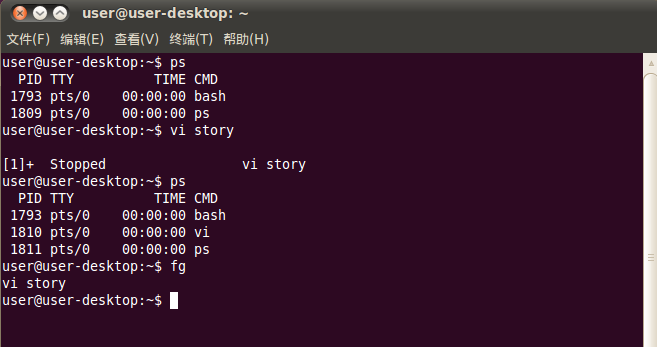 user@user-desktop: ~
文件(F) 编辑(E) 查看(V) 终端(T) 帮助(H)
user@user-desktop:~$ ps
  PID TTY          TIME CMD
 1793 pts/0    00:00:00 bash
 1809 pts/0    00:00:00 ps
user@user-desktop:~$ vi story
[1]+  Stopped                 vi story
user@user-desktop:~$ ps
  PID TTY          TIME CMD
 1793 pts/0    00:00:00 bash
 1810 pts/0    00:00:00 vi
 1811 pts/0    00:00:00 ps
user@user-desktop:~$ fg
vi story
user@user-desktop:~$